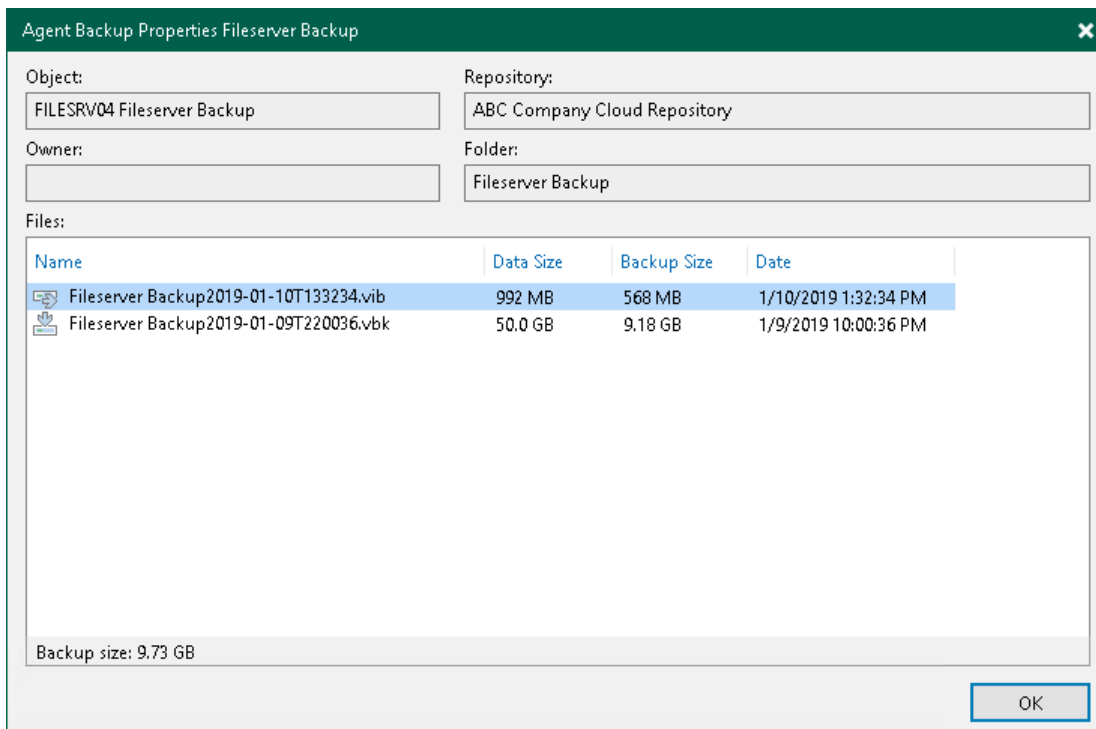 Agent Backup Properties Fileserver Backup
Object:
FILESRV04 Fileserver Backup
Repository:
ABC Company Cloud Repository
Owner:
Folder:
Fileserver Backup
Files:
Name Data Size Backup Size Date
Fileserver Backup2019-01-10T133234.vib 992 MB 568 MB 1/10/2019 1:32:34 PM
Fileserver Backup2019-01-09T220036.vbk 50.0 GB 9.18 GB 1/9/2019 10:00:36 PM
Backup size: 9.73 GB
OK